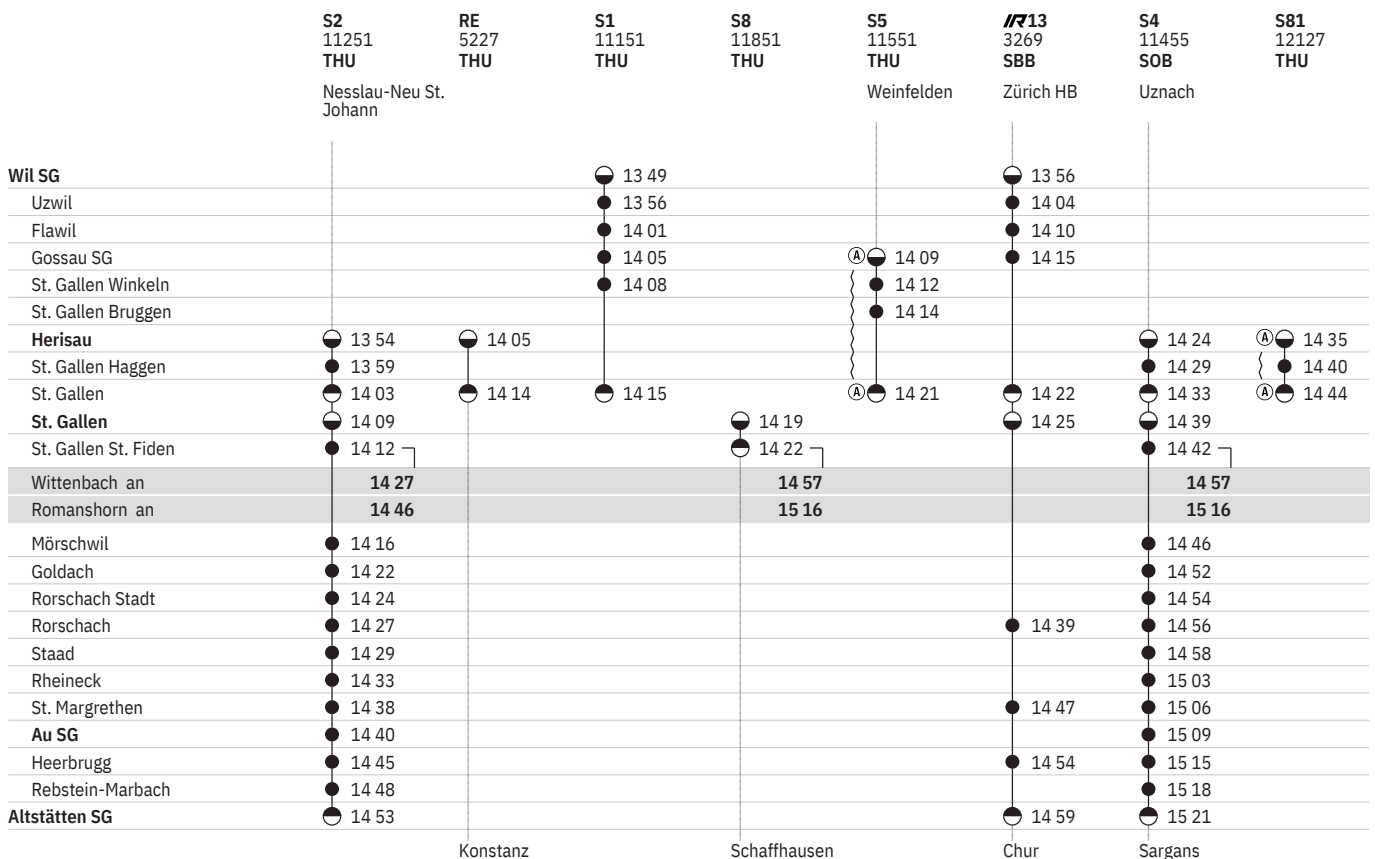 S2 RE S1 S8 S5 IR13 S4 S81
11251 5227 11151 11851 11551 3269 11455 12127
THU THU THU THU THU SBB SOB THU
Nesslau-Neu St. Weinfelden Zürich HB Uznach
Johann
Wil SG 13 49 13 56
Uzwil 13 56 14 04
Flawil 14 01 14 10
Gossau SG 14 05 A 14 09 14 15
St. Gallen Winkeln 14 08 14 12
St. Gallen Bruggen 14 14
Herisau 13 54 14 05 14 24 A 14 35
St. Gallen Haggen 13 59 14 29 14 40
St. Gallen 14 03 14 14 14 15 A 14 21 14 22 14 33 A 14 44
St. Gallen 14 09 14 19 14 25 14 39
St. Gallen St. Fiden 14 12 14 22 14 42
Wittenbach an 14 27 14 57 14 57
Romanshorn an 14 46 15 16 15 16
Mörschwil 14 16 14 46
Goldach 14 22 14 52
Rorschach Stadt 14 24 14 54
Rorschach 14 27 14 39 14 56
Staad 14 29 14 58
Rheineck 14 33 15 03
St. Margrethen 14 38 14 47 15 06
Au SG 14 40 15 09
Heerbrugg 14 45 14 54 15 15
Rebstein-Marbach 14 48 15 18
Altstätten SG 14 53 14 59 15 21
Konstanz Schaffhausen Chur Sargans